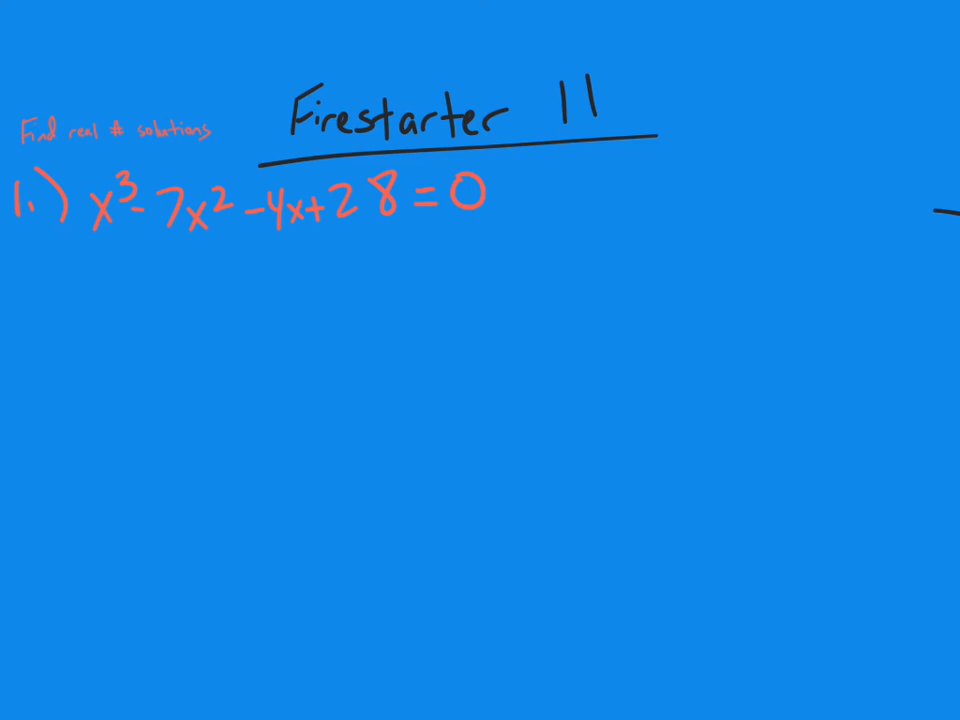 Firestarter 11
Find real # solutions
1.) x³ - 7x² - 4x + 28 = 0